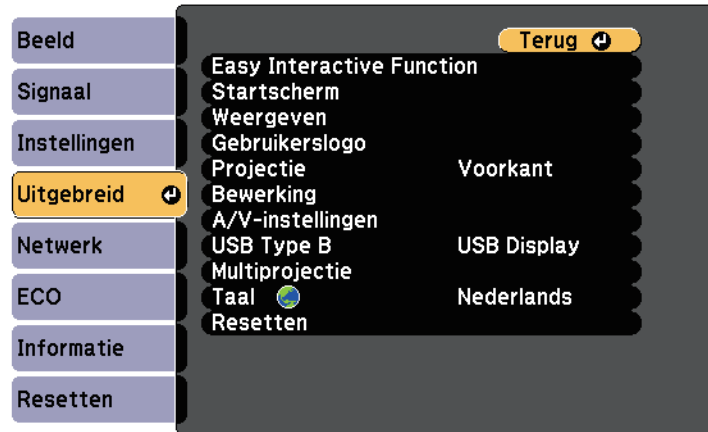 Beeld
Signaal
Instellingen
Uitgebreid
Netwerk
ECO
Informatie
Resetten
Terug
Easy Interactive Function
Startscherm
Weergeven
Gebruikerslogo
Projectie Voorkant
Bewerking
A/V-instellingen
USB Type B USB Display
Multiprojectie
Taal Nederlands
Resetten